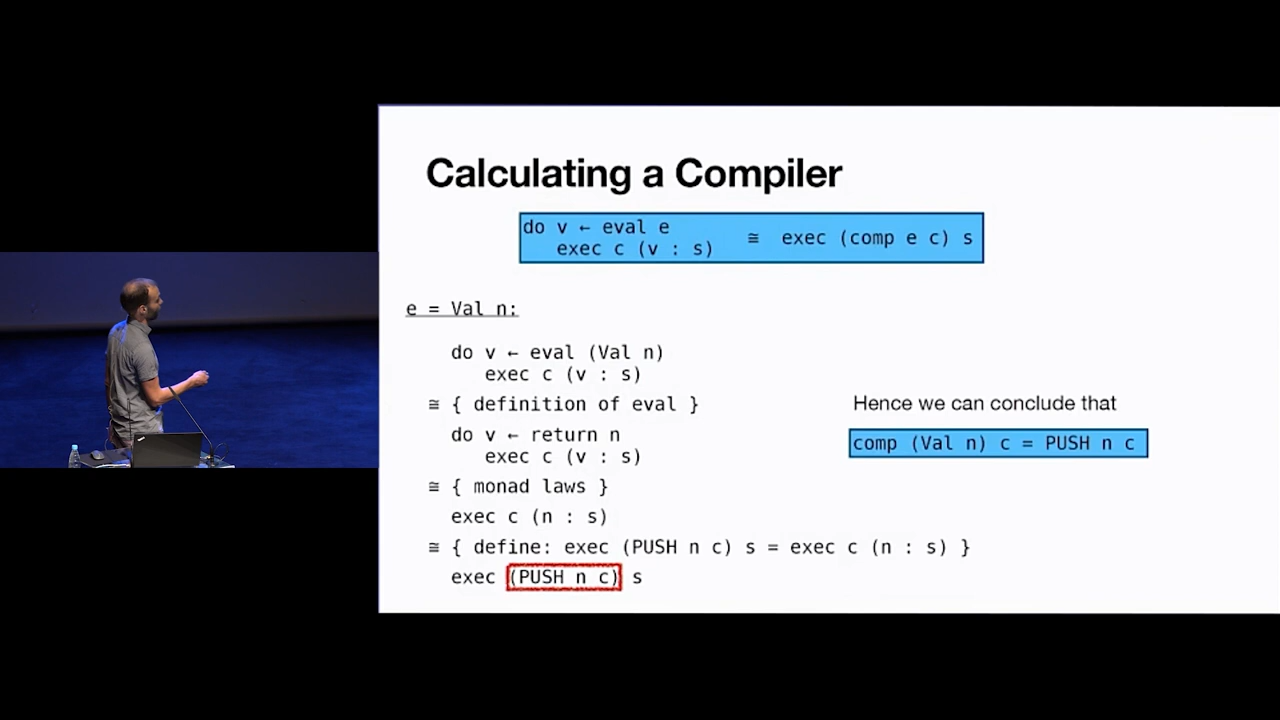 Calculating a Compiler
do v ← eval e
exec c (v : s)
≅ exec (comp e c) s
e = Val n:
do v ← eval (Val n)
exec c (v : s)
≅ { definition of eval }
do v ← return n
exec c (v : s)
≅ { monad laws }
exec c (n : s)
≅ { define: exec (PUSH n c) s = exec c (n : s) }
exec (PUSH n c) s
Hence we can conclude that
comp (Val n) c = PUSH n c